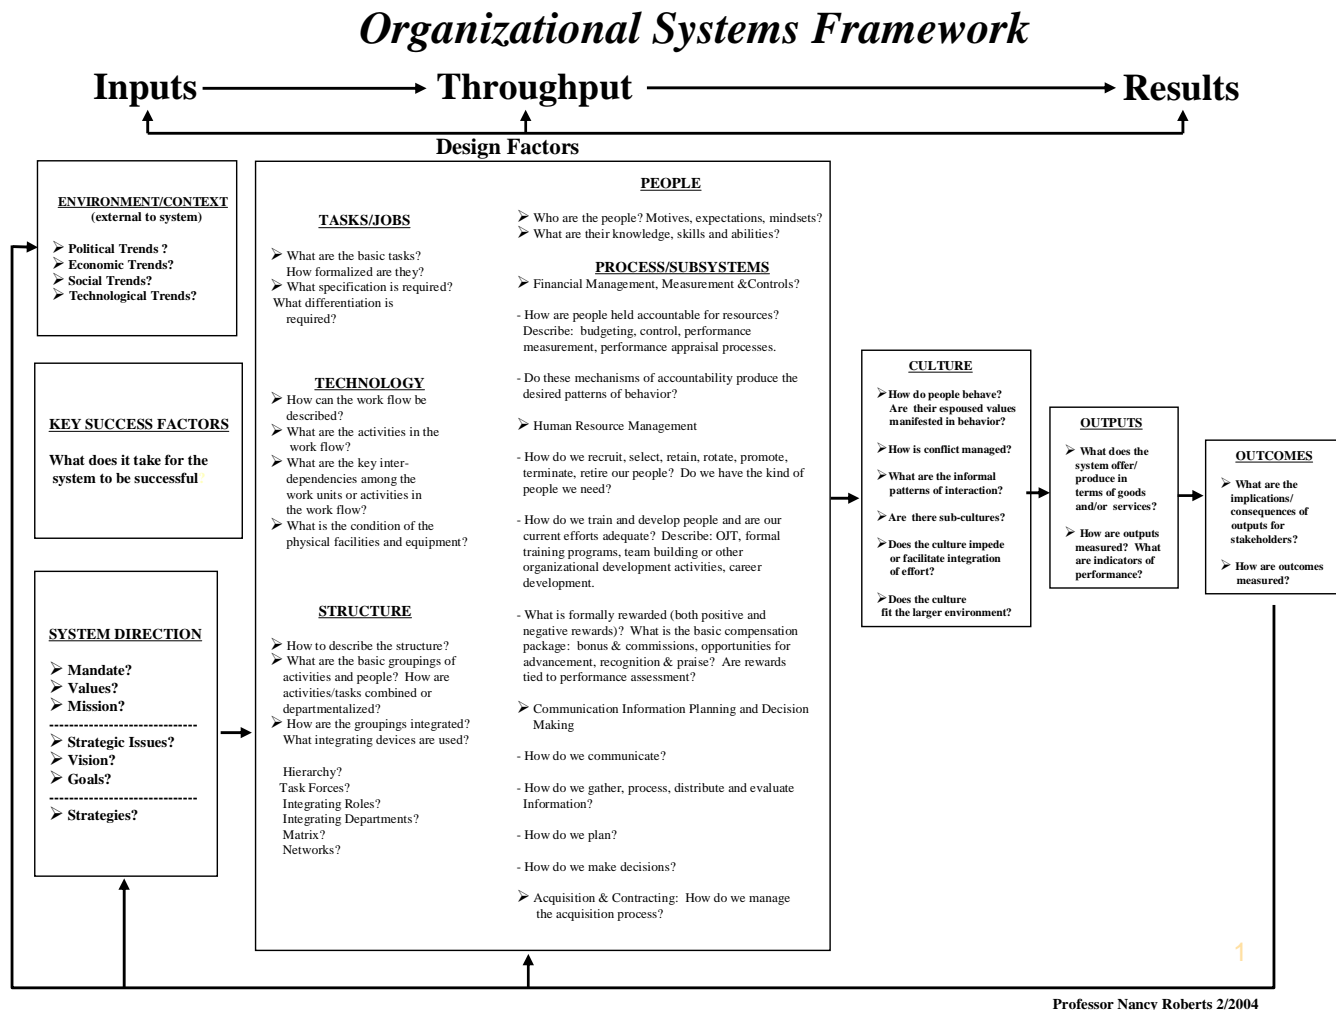 Organizational Systems Framework
Inputs
Throughput
Results
Design Factors
ENVIRONMENT/CONTEXT
(external to system)
➢ Political Trends ?
➢ Economic Trends?
➢ Social Trends?
➢ Technological Trends?
KEY SUCCESS FACTORS
What does it take for the
system to be successful?
SYSTEM DIRECTION
➢ Mandate?
➢ Values?
➢ Mission?
--------------------------------
➢ Strategic Issues?
➢ Vision?
➢ Goals?
--------------------------------
➢ Strategies?
TASKS/JOBS
➢ What are the basic tasks?
How formalized are they?
➢ What specification is required?
What differentiation is
required?
TECHNOLOGY
➢ How can the work flow be
described?
➢ What are the activities in the
work flow?
➢ What are the key inter-
dependencies among the
work units or activities in
the work flow?
➢ What is the condition of the
physical facilities and equipment?
STRUCTURE
➢ How to describe the structure?
➢ What are the basic groupings of
activities and people? How are
activities/tasks combined or
departmentalized?
➢ How are the groupings integrated?
What integrating devices are used?
Hierarchy?
Task Forces?
Integrating Roles?
Integrating Departments?
Matrix?
Networks?
PEOPLE
➢ Who are the people? Motives, expectations, mindsets?
➢ What are their knowledge, skills and abilities?
PROCESS/SUBSYSTEMS
➢ Financial Management, Measurement &Controls?
- How are people held accountable for resources?
Describe: budgeting, control, performance
measurement, performance appraisal processes.
- Do these mechanisms of accountability produce the
desired patterns of behavior?
➢ Human Resource Management
- How do we recruit, select, retain, rotate, promote,
terminate, retire our people? Do we have the kind of
people we need?
- How do we train and develop people and are our
current efforts adequate? Describe: OJT, formal
training programs, team building or other
organizational development activities, career
development.
- What is formally rewarded (both positive and
negative rewards)? What is the basic compensation
package: bonus & commissions, opportunities for
advancement, recognition & praise? Are rewards
tied to performance assessment?
➢ Communication Information Planning and Decision
Making
- How do we communicate?
- How do we gather, process, distribute and evaluate
Information?
- How do we plan?
- How do we make decisions?
➢ Acquisition & Contracting: How do we manage
the acquisition process?
CULTURE
➢ How do people behave?
Are their espoused values
manifested in behavior?
➢ How is conflict managed?
➢ What are the informal
patterns of interaction?
➢ Are there sub-cultures?
➢ Does the culture impede
or facilitate integration
of effort?
➢ Does the culture
fit the larger environment?
OUTPUTS
➢ What does the
system offer/
produce in
terms of goods
and/or services?
➢ How are outputs
measured? What
are indicators of
performance?
OUTCOMES
➢ What are the
implications/
consequences of
outputs for
stakeholders?
➢ How are outcomes
measured?
1
Professor Nancy Roberts 2/2004